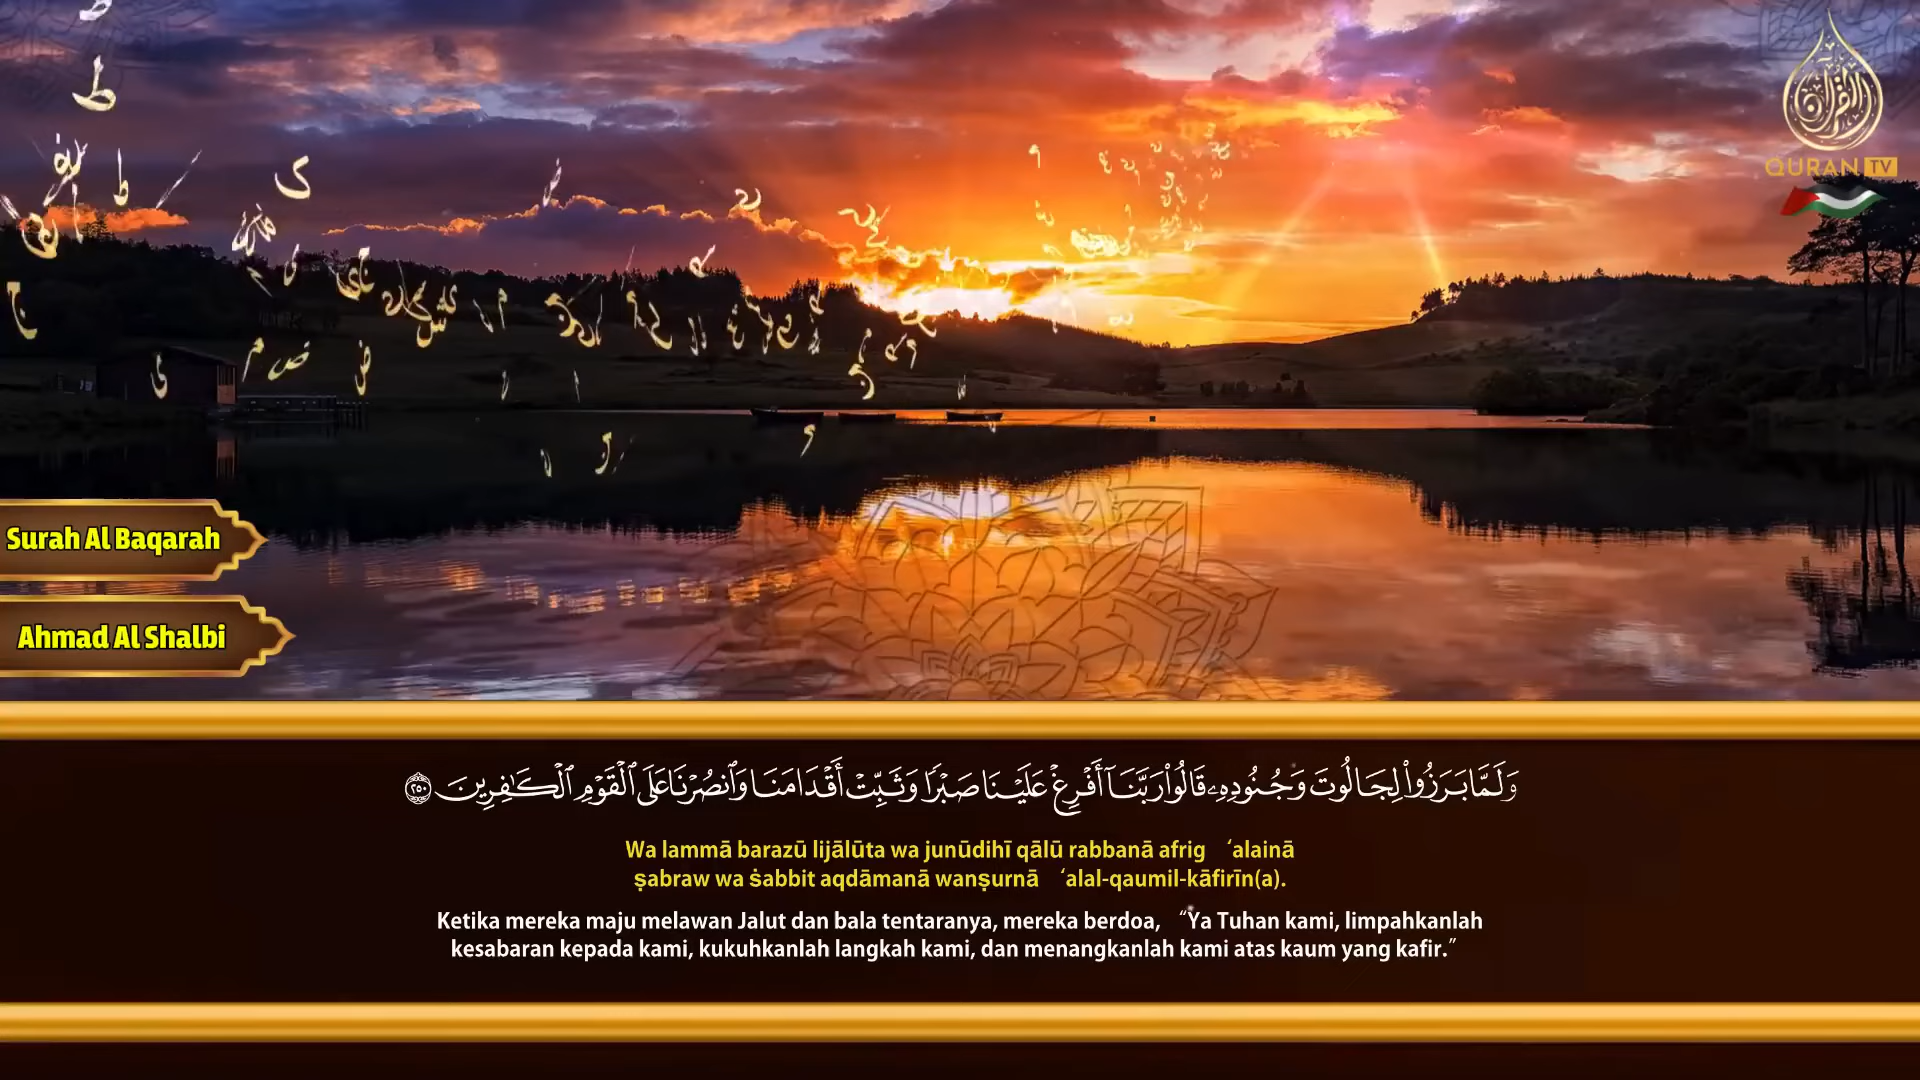 القرآن
QURAN TV
Surah Al Baqarah
Ahmad Al Shalbi
وَلَمَّا بَرَزُوا۟ لِجَالُوتَ وَجُنُودِهِۦ قَالُوا۟ رَبَّنَآ أَفْرِغْ عَلَيْنَا صَبْرًا وَثَبِّتْ أَقْدَامَنَا وَٱنصُرْنَا عَلَى ٱلْقَوْمِ ٱلْكَـٰفِرِينَ ٢٥٠
Wa lammā barazū lijālūta wa junūdihī qālū rabbanā afrig ‘alainā
ṣabraw wa ṡabbit aqdāmanā wanṣurnā ‘alal-qaumil-kāfirīn(a).
Ketika mereka maju melawan Jalut dan bala tentaranya, mereka berdoa, “Ya Tuhan kami, limpahkanlah
kesabaran kepada kami, kukuhkanlah langkah kami, dan menangkanlah kami atas kaum yang kafir.”